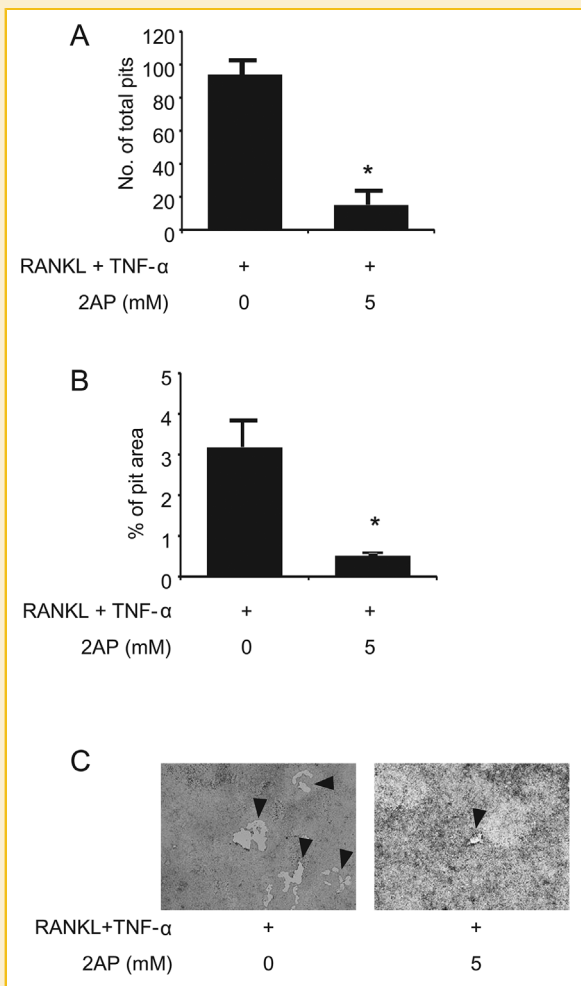 A
120
100
80
60
40
20
0
No. of total pits
*
RANKL + TNF-α + +
2AP (mM) 0 5
B
5
4
3
2
1
0
% of pit area
*
RANKL + TNF-α + +
2AP (mM) 0 5
C
RANKL+TNF-α + +
2AP (mM) 0 5